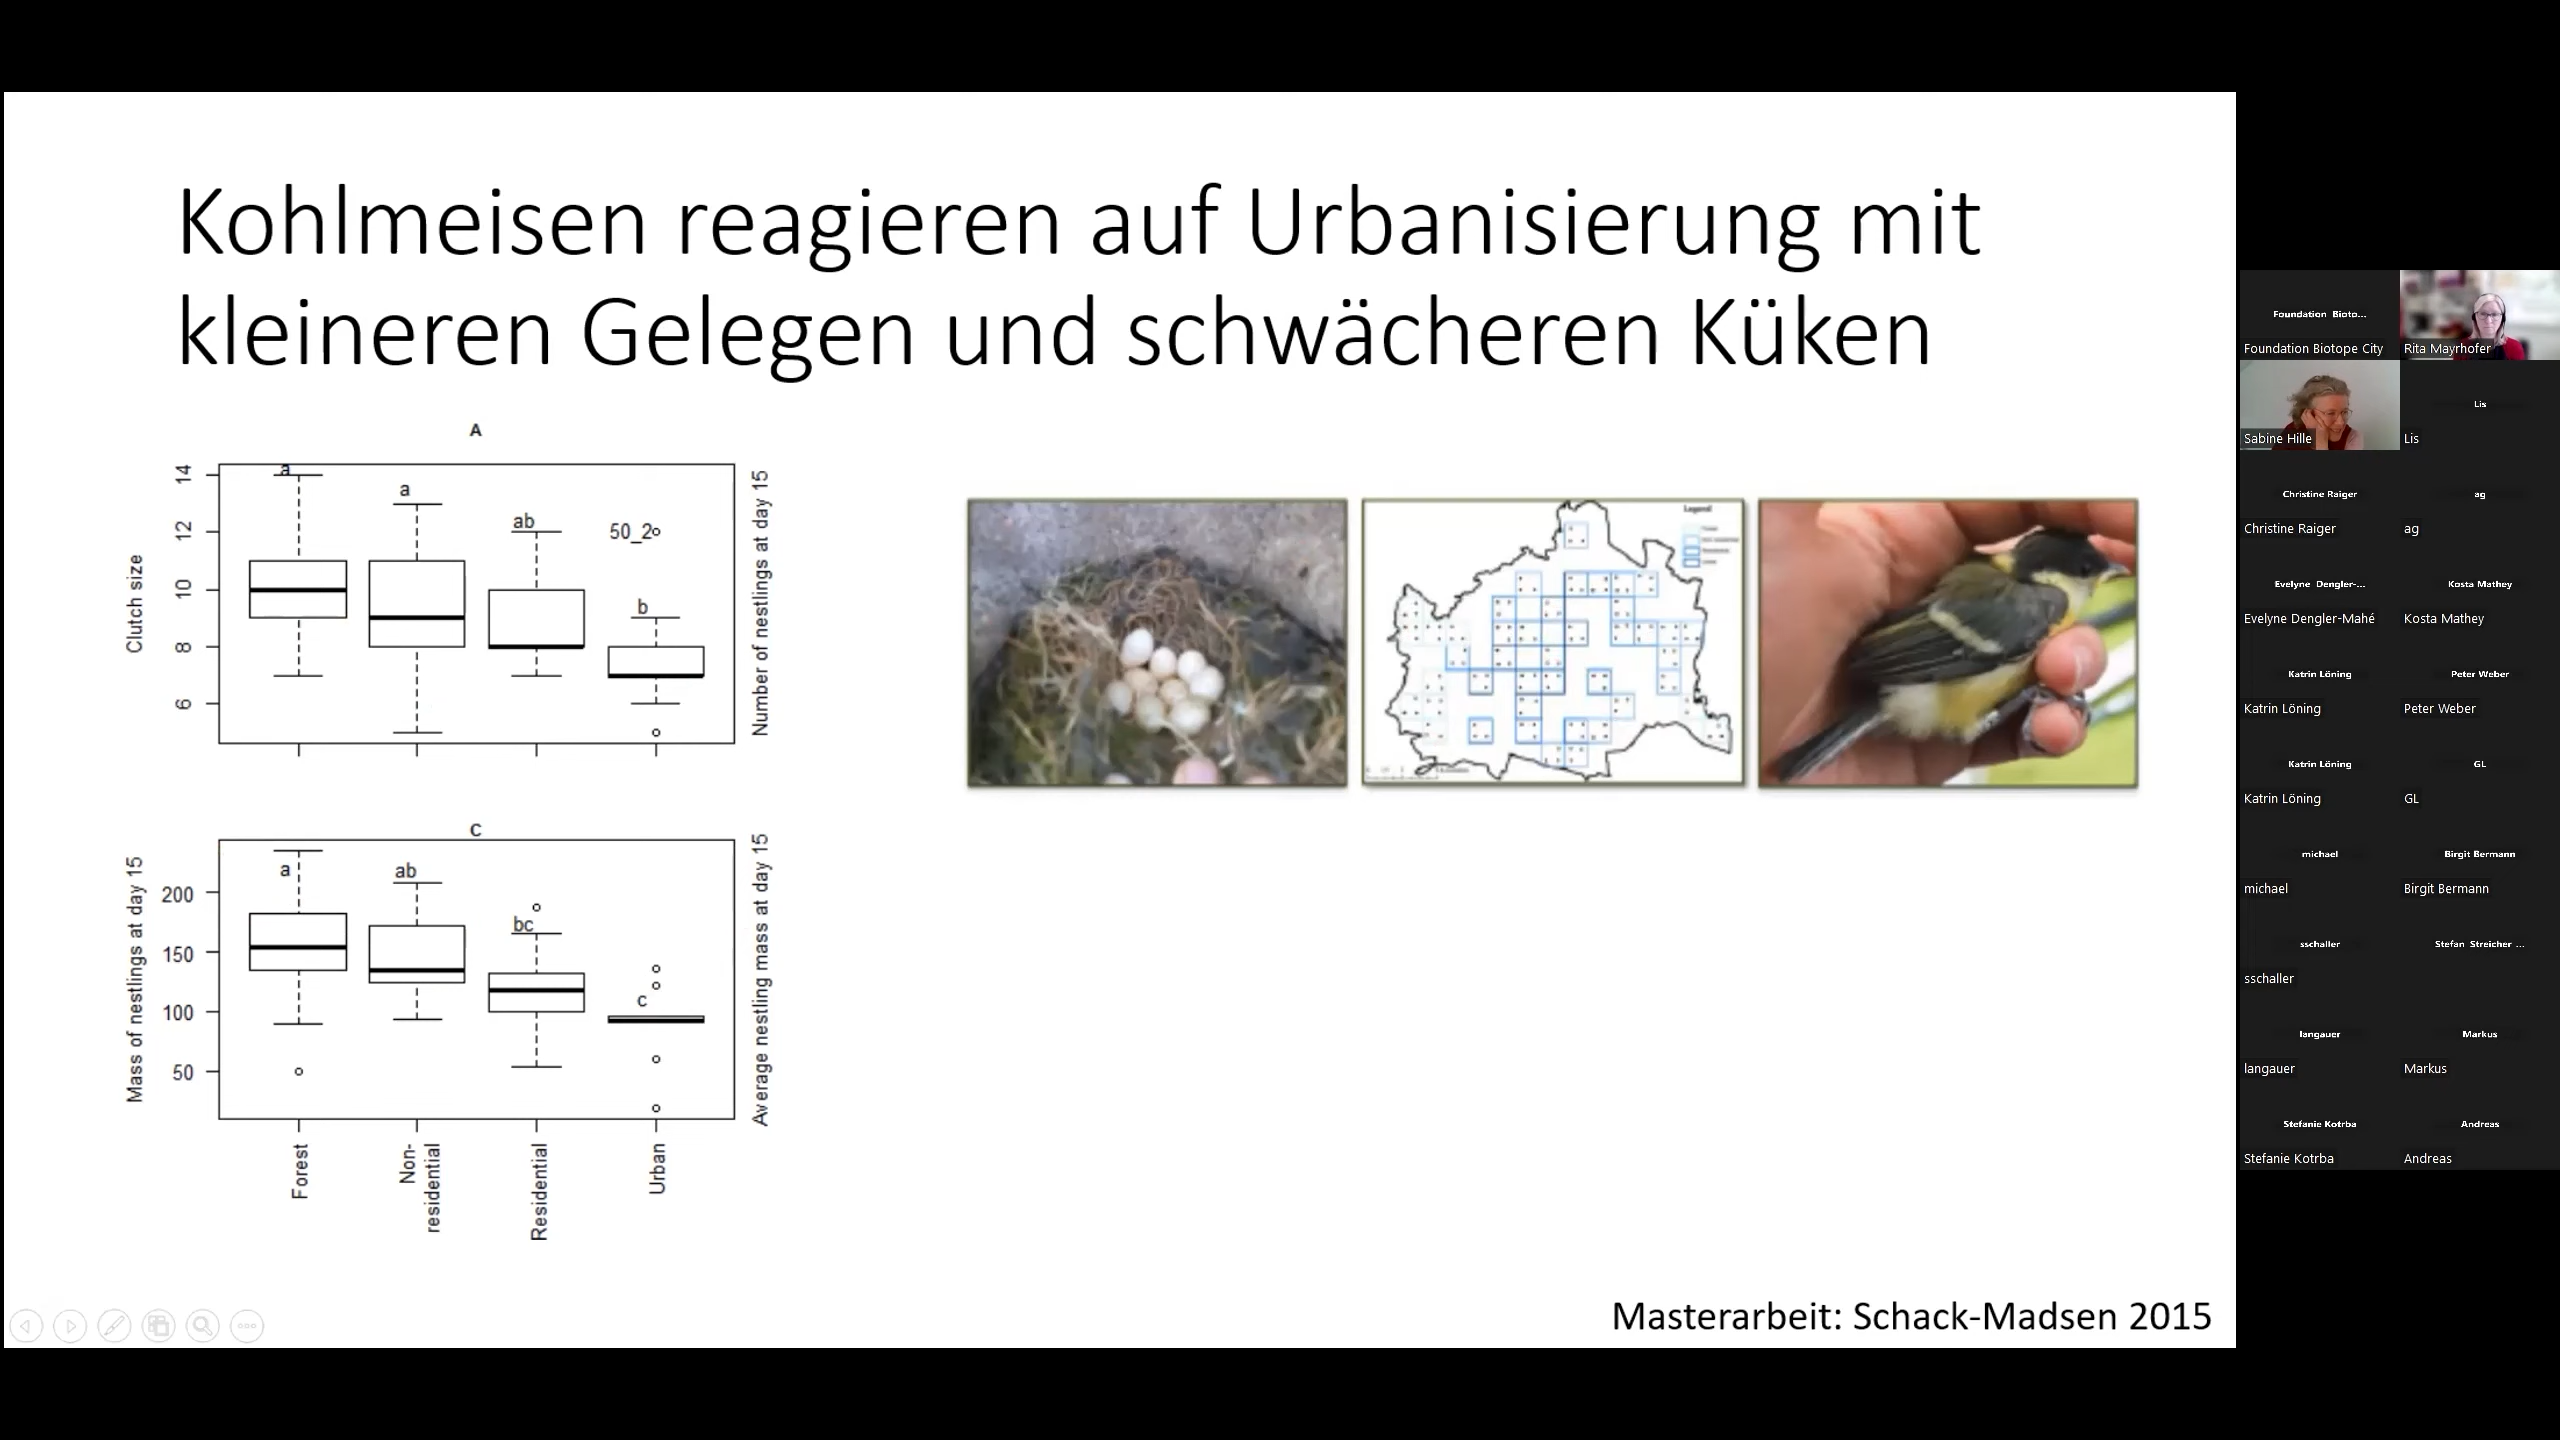 Kohlmeisen reagieren auf Urbanisierung mit
kleineren Gelegen und schwächeren Küken
A
Clutch size
14
12
10
8
6
a
a
ab
50_2
b
Number of nestlings at day 15
C
Mass of nestlings at day 15
200
150
100
50
a
ab
bc
c
Average nestling mass at day 15
Forest
Non-
residential
Residential
Urban
Legend
Masterarbeit: Schack-Madsen 2015
Foundation Bioto...
Foundation Biotope City
Rita Mayrhofer
Sabine Hille
Lis
Lis
Christine Raiger
Christine Raiger
ag
ag
Evelyne Dengler-...
Evelyne Dengler-Mahé
Kosta Mathey
Kosta Mathey
Katrin Löning
Katrin Löning
Peter Weber
Peter Weber
Katrin Löning
Katrin Löning
GL
GL
michael
michael
Birgit Bermann
Birgit Bermann
sschaller
sschaller
Stefan Streicher ...
langauer
langauer
Markus
Markus
Stefanie Kotrba
Stefanie Kotrba
Andreas
Andreas